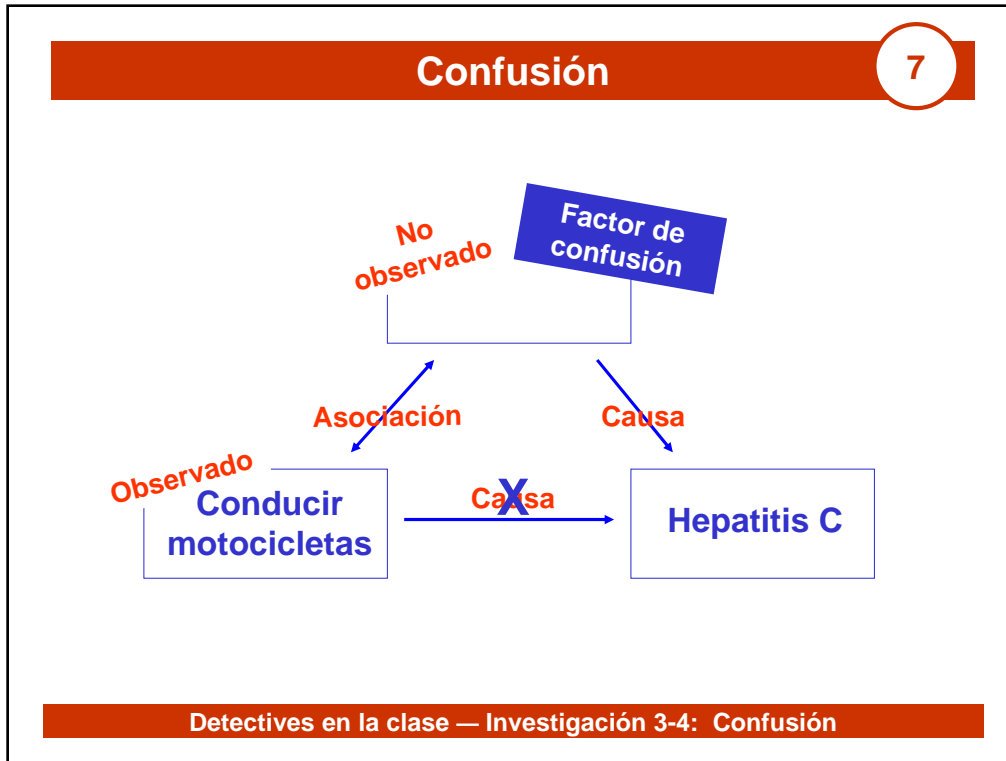 Confusión
7
No
observado
Factor de
confusión
Asociación
Causa
Observado
Conducir
motocicletas
Causa
X
Hepatitis C
Detectives en la clase — Investigación 3-4: Confusión